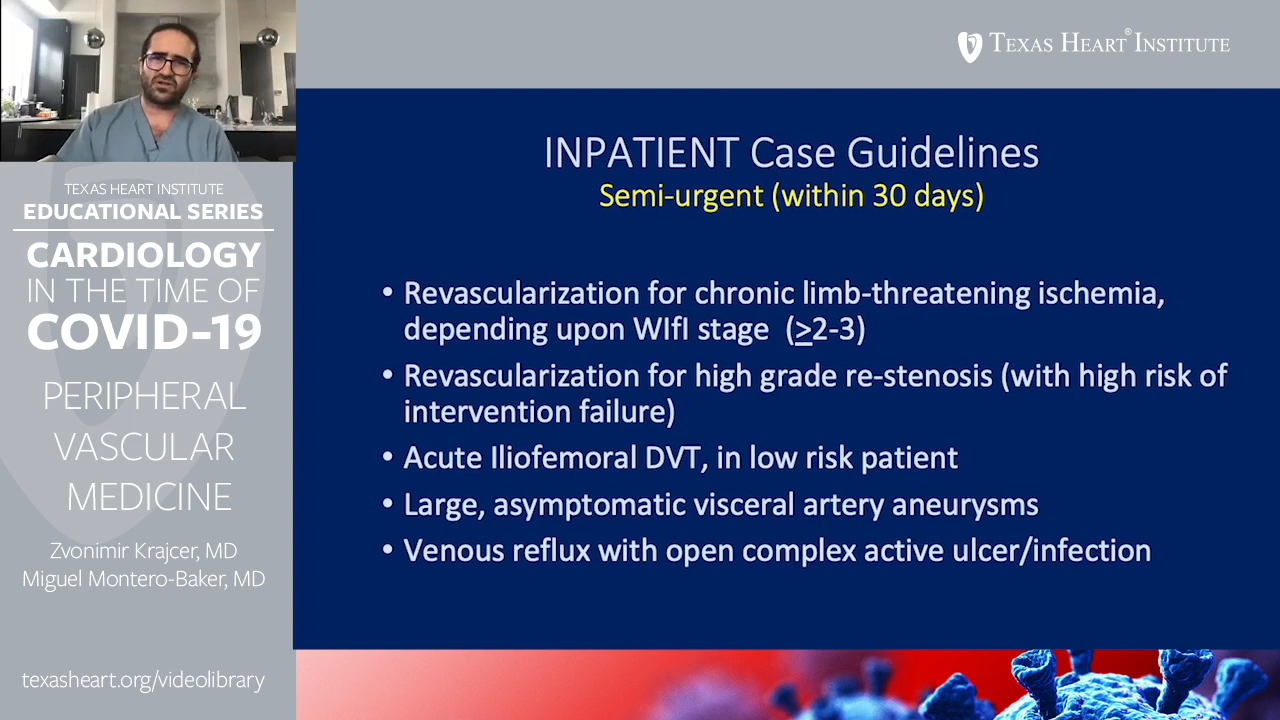 TEXAS HEART® INSTITUTE
TEXAS HEART INSTITUTE
EDUCATIONAL SERIES
CARDIOLOGY
IN THE TIME OF
COVID-19
PERIPHERAL
VASCULAR
MEDICINE
Zvonimir Krajcer, MD
Miguel Montero-Baker, MD
texasheart.org/videolibrary
INPATIENT Case Guidelines
Semi-urgent (within 30 days)
• Revascularization for chronic limb-threatening ischemia,
depending upon WIfI stage (≥2-3)
• Revascularization for high grade re-stenosis (with high risk of
intervention failure)
• Acute Iliofemoral DVT, in low risk patient
• Large, asymptomatic visceral artery aneurysms
• Venous reflux with open complex active ulcer/infection